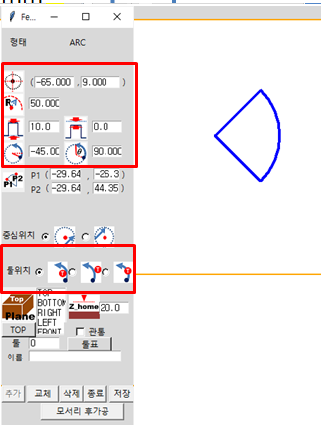 Fe...
형태 ARC
(-65.000 ,9.000 )
R 50.000
10.0 0.0
-45.00 90.000
P1 P2 P1 (-29.64 , -26.3 )
P2 (-29.64 , 44.35 )
중심위치
툴위치 T T T
Top Plane
TOP
BOTTOM
RIGHT
LEFT
FRONT
Z_home 20.0
TOP 관통
툴 0 툴표
이름
추가 교체 삭제 종료 저장
모서리 후가공